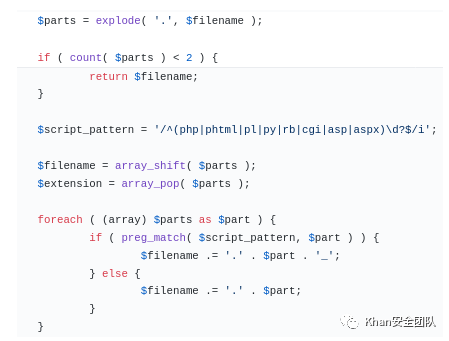 $parts = explode( '.', $filename );
if ( count( $parts ) < 2 ) {
return $filename;
}
$script_pattern = '/^(php|phtml|pl|py|rb|cgi|asp|aspx)\d?$/i';
$filename = array_shift( $parts );
$extension = array_pop( $parts );
foreach ( (array) $parts as $part ) {
if ( preg_match( $script_pattern, $part ) ) {
$filename .= '.' . $part . '_';
} else {
$filename .= '.' . $part;
}
}
Khan安全团队